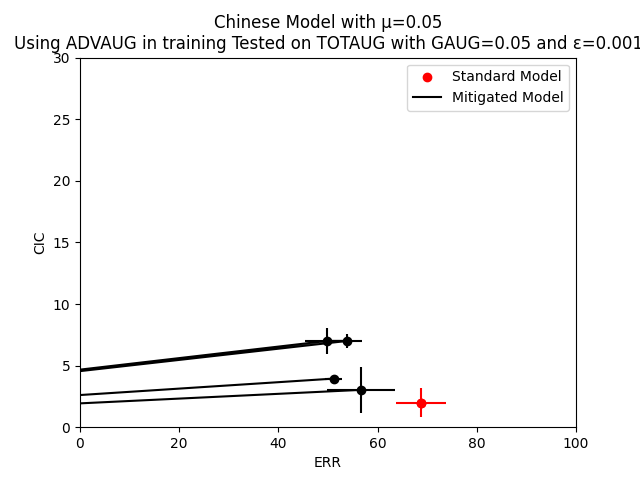 Chinese Model with μ=0.05
Using ADVAUG in training Tested on TOTAUG with GAUG=0.05 and ε=0.001
Standard Model
Mitigated Model
30
25
20
15
10
5
0
CIC
0 20 40 60 80 100
ERR